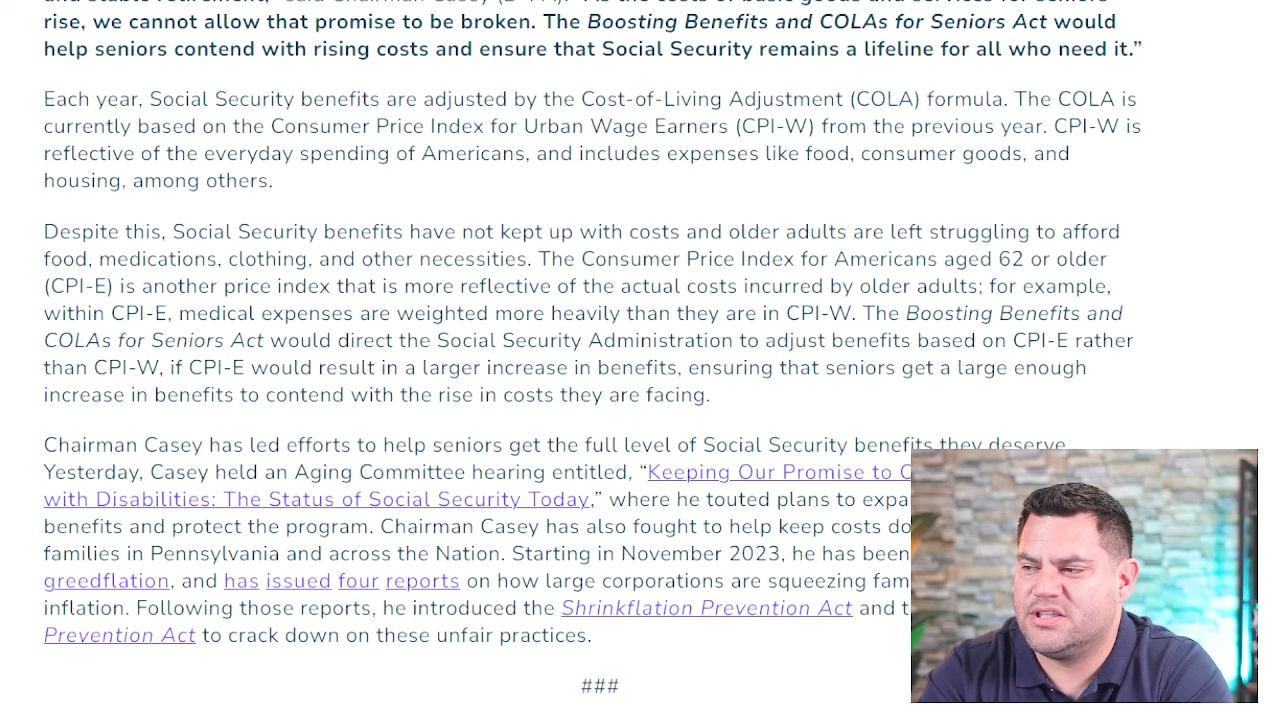 rise, we cannot allow that promise to be broken. The Boosting Benefits and COLAs for Seniors Act would
help seniors contend with rising costs and ensure that Social Security remains a lifeline for all who need it.”
Each year, Social Security benefits are adjusted by the Cost-of-Living Adjustment (COLA) formula. The COLA is
currently based on the Consumer Price Index for Urban Wage Earners (CPI-W) from the previous year. CPI-W is
reflective of the everyday spending of Americans, and includes expenses like food, consumer goods, and
housing, among others.
Despite this, Social Security benefits have not kept up with costs and older adults are left struggling to afford
food, medications, clothing, and other necessities. The Consumer Price Index for Americans aged 62 or older
(CPI-E) is another price index that is more reflective of the actual costs incurred by older adults; for example,
within CPI-E, medical expenses are weighted more heavily than they are in CPI-W. The Boosting Benefits and
COLAs for Seniors Act would direct the Social Security Administration to adjust benefits based on CPI-E rather
than CPI-W, if CPI-E would result in a larger increase in benefits, ensuring that seniors get a large enough
increase in benefits to contend with the rise in costs they are facing.
Chairman Casey has led efforts to help seniors get the full level of Social Security benefits they deserve
Yesterday, Casey held an Aging Committee hearing entitled, “Keeping Our Promise to
with Disabilities: The Status of Social Security Today,” where he touted plans to
benefits and protect the program. Chairman Casey has also fought to help keep costs
families in Pennsylvania and across the Nation. Starting in November 2023, he has been
greedflation, and has issued four reports on how large corporations are squeezing
inflation. Following those reports, he introduced the Shrinkflation Prevention Act and
Prevention Act to crack down on these unfair practices.
###